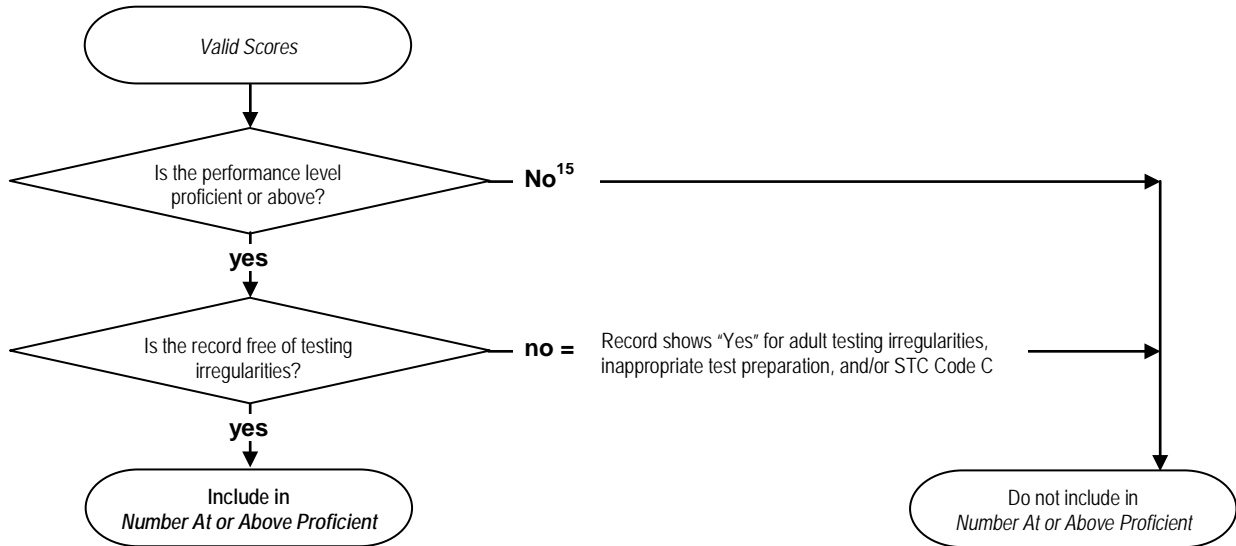 Valid Scores
Is the performance level
proficient or above?
No15
yes
Is the record free of testing
irregularities?
no =
Record shows “Yes” for adult testing irregularities,
inappropriate test preparation, and/or STC Code C
yes
Include in
Number At or Above Proficient
Do not include in
Number At or Above Proficient